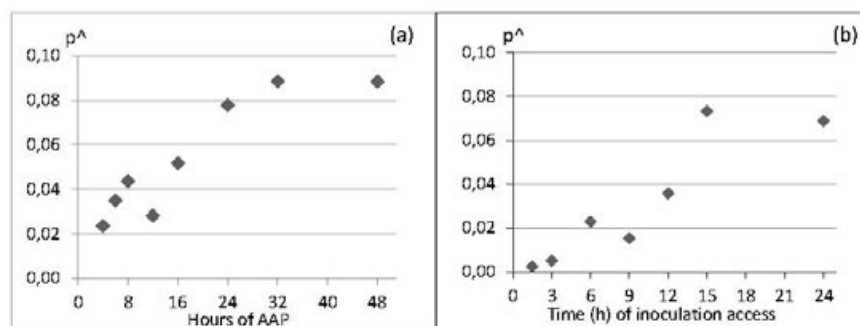 p^
(a)
0,10
0,08
0,06
0,04
0,02
0,00
0 8 16 24 32 40 48
Hours of AAP
p^
(b)
0,10
0,08
0,06
0,04
0,02
0,00
0 3 6 9 12 15 18 21 24
Time (h) of inoculation access